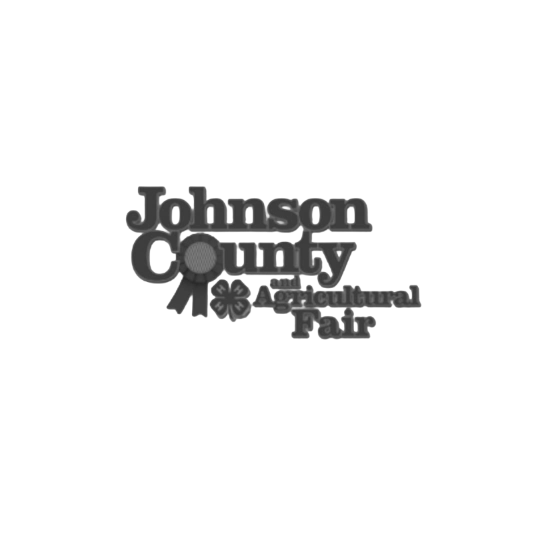 Johnson
County
and
Agricultural
Fair
H H
H H